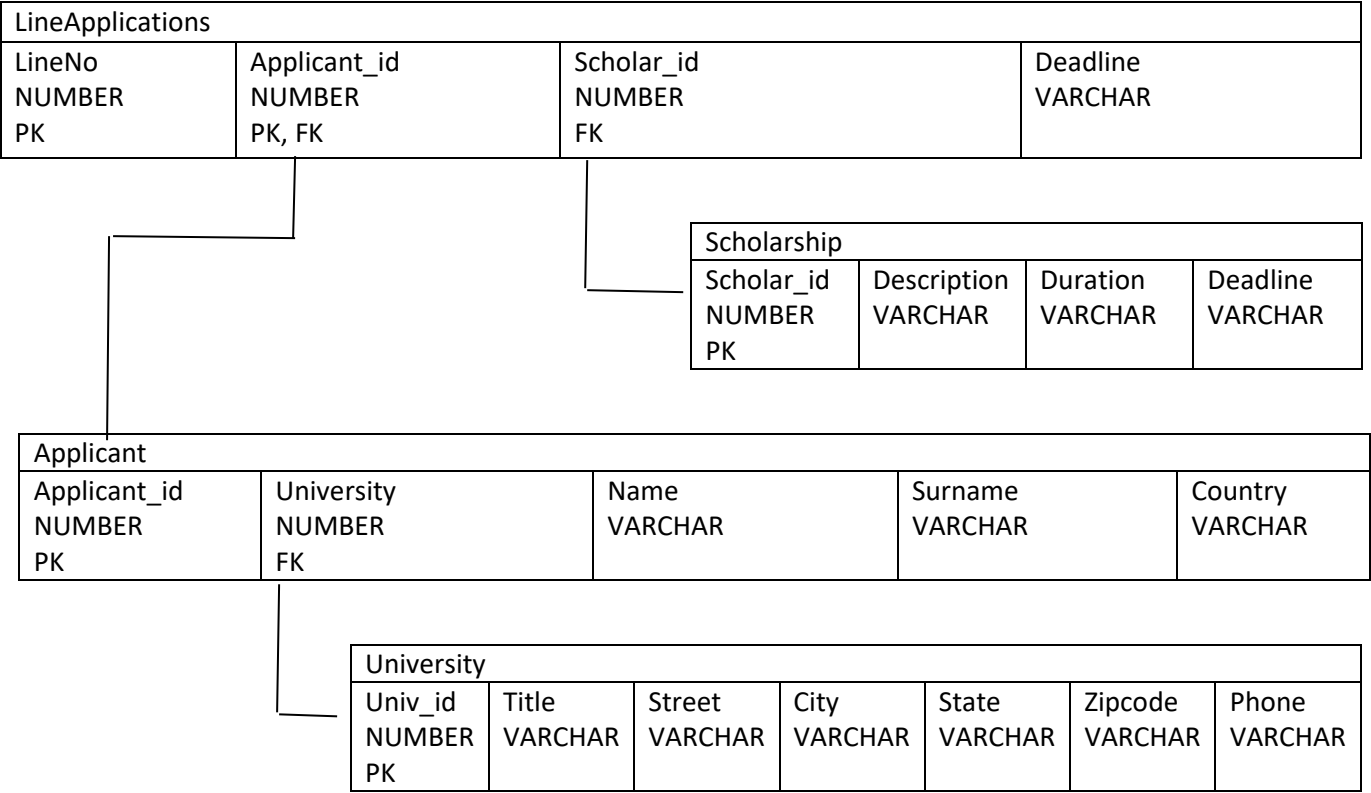 LineApplications
LineNo Applicant_id Scholar_id Deadline
NUMBER NUMBER NUMBER VARCHAR
PK PK, FK FK
Scholarship
Scholar_id Description Duration Deadline
NUMBER VARCHAR VARCHAR VARCHAR
PK
Applicant
Applicant_id University Name Surname Country
NUMBER NUMBER VARCHAR VARCHAR VARCHAR
PK FK
University
Univ_id Title Street City State Zipcode Phone
NUMBER VARCHAR VARCHAR VARCHAR VARCHAR VARCHAR VARCHAR
PK